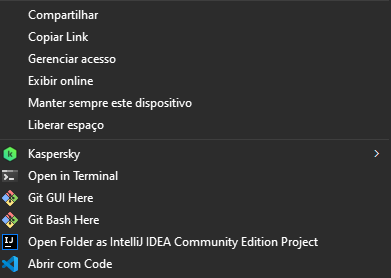 Compartilhar
Copiar Link
Gerenciar acesso
Exibir online
Manter sempre este dispositivo
Liberar espaço
Kaspersky
Open in Terminal
Git GUI Here
Git Bash Here
Open Folder as IntelliJ IDEA Community Edition Project
Abrir com Code